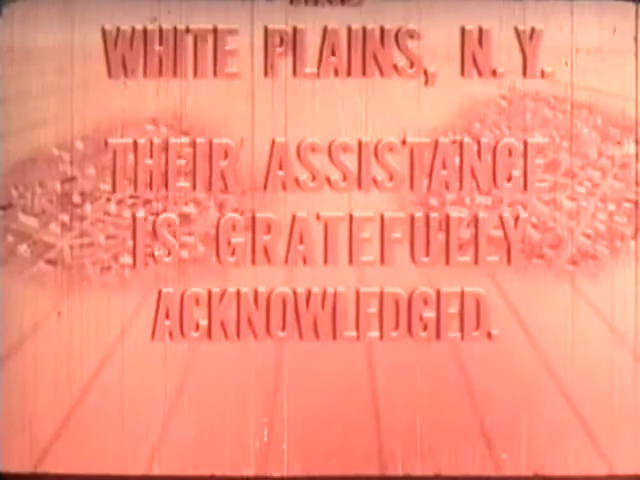 WHITE PLAINS, N. Y.
THEIR ASSISTANCE
IS GRATEFULLY
ACKNOWLEDGED.